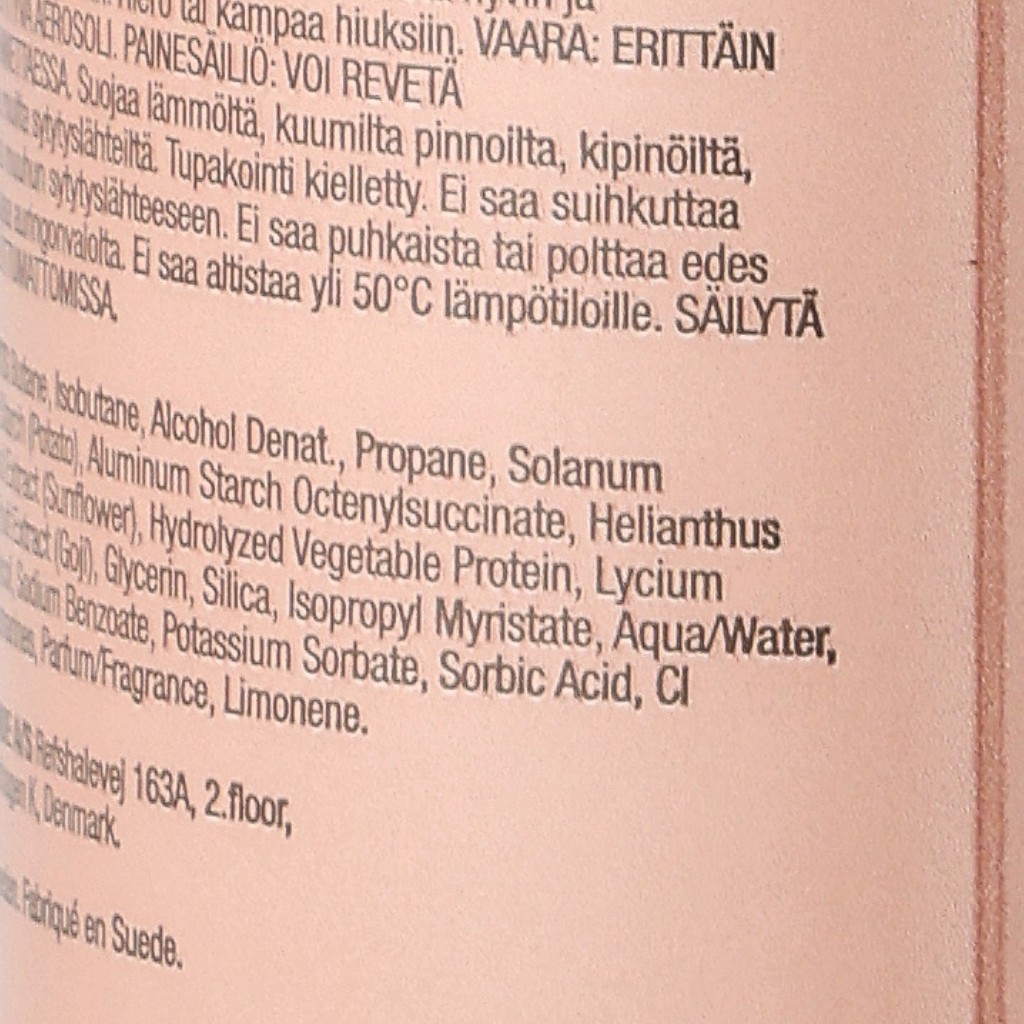 tai kampaa hiuksiin. VAARA: ERITTÄIN
AEROSOLI. PAINESÄILIÖ: VOI REVETÄ
Suojaa lämmöltä, kuumilta pinnoilta, kipinöiltä,
sytytyslähteiltä. Tupakointi kielletty. Ei saa suihkuttaa
sytytyslähteeseen. Ei saa puhkaista tai polttaa edes
auringonvalolta. Ei saa altistaa yli 50°C lämpötiloille. SÄILYTÄ
Butane, Isobutane, Alcohol Denat., Propane, Solanum
(Potato), Aluminum Starch Octenylsuccinate, Helianthus
Extract (Sunflower), Hydrolyzed Vegetable Protein, Lycium
Extract (Goji), Glycerin, Silica, Isopropyl Myristate, Aqua/Water,
Sodium Benzoate, Potassium Sorbate, Sorbic Acid, CI
Parfum/Fragrance, Limonene.
A/S Refshalevej 163A, 2.floor,
K, Denmark.
Fabriqué en Suede.